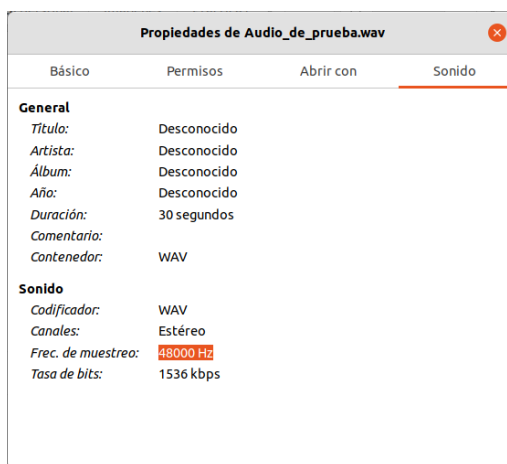 Propiedades de Audio_de_prueba.wav
Básico Permisos Abrir con Sonido
General
Título: Desconocido
Artista: Desconocido
Álbum: Desconocido
Año: Desconocido
Duración: 30 segundos
Comentario:
Contenedor: WAV
Sonido
Codificador: WAV
Canales: Estéreo
Frec. de muestreo: 48000 Hz
Tasa de bits: 1536 kbps